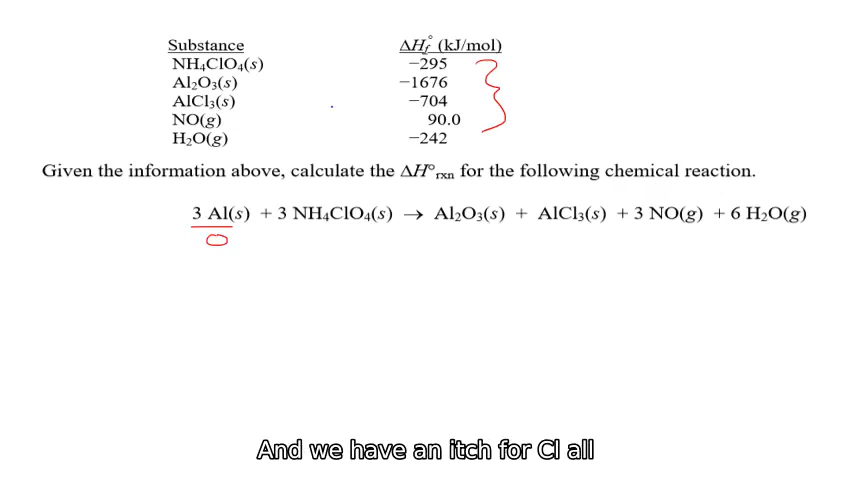 Substance ΔH°f (kJ/mol)
NH₄ClO₄(s) −295
Al₂O₃(s) −1676
AlCl₃(s) −704
NO(g) 90.0
H₂O(g) −242
Given the information above, calculate the ΔH°rxn for the following chemical reaction.
3 Al(s) + 3 NH₄ClO₄(s) → Al₂O₃(s) + AlCl₃(s) + 3 NO(g) + 6 H₂O(g)
0
And we have an itch for Cl all